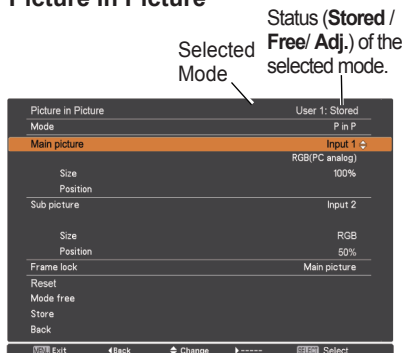 Picture in Picture
Status (Stored /
Free/ Adj.) of the
selected mode.
Selected
Mode
Picture in Picture User 1: Stored
Mode P in P
Main picture Input 1
RGB(PC analog)
Size 100%
Position
Sub picture Input 2
Size RGB
Position 50%
Frame lock Main picture
Reset
Mode free
Store
Back
MENU Exit Back Change ----- SELECT Select